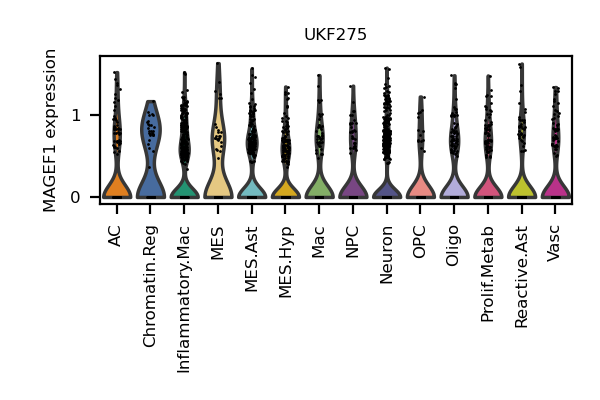 UKF275
MAGEF1 expression
1
0
AC
Chromatin.Reg
Inflammatory.Mac
MES
MES.Ast
MES.Hyp
Mac
NPC
Neuron
OPC
Oligo
Prolif.Metab
Reactive.Ast
Vasc